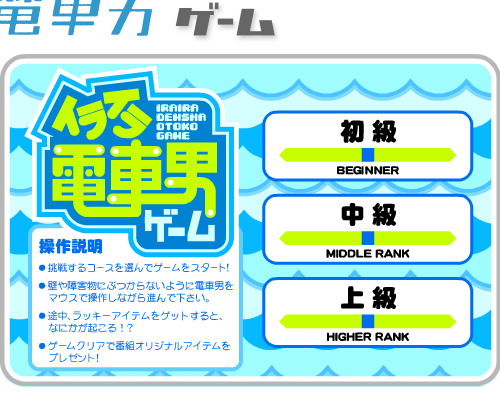 電車男 ゲーム
イライラ
IRAIRA
DENSHA
OTOKO
GAME
電車男
ゲーム
操作説明
●挑戦するコースを選んでゲームをスタート!
●壁や障害物にぶつからないように電車男を
マウスで操作しながら進んで下さい。
●途中、ラッキーアイテムをゲットすると、
なにかが起こる!?
●ゲームクリアで番組オリジナルアイテムを
プレゼント!
初級
BEGINNER
中級
MIDDLE RANK
上級
HIGHER RANK